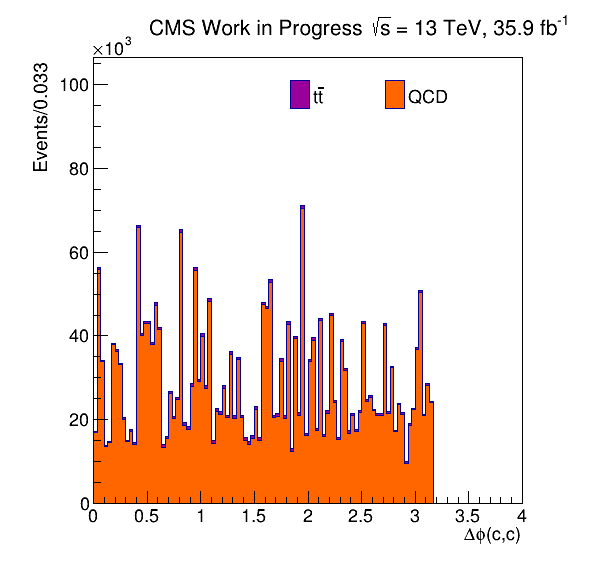 CMS Work in Progress √s = 13 TeV, 35.9 fb⁻¹
×10³
Events/0.033
tt̄
QCD
100
80
60
40
20
0
0 0.5 1 1.5 2 2.5 3 3.5 4
Δϕ(c,c)